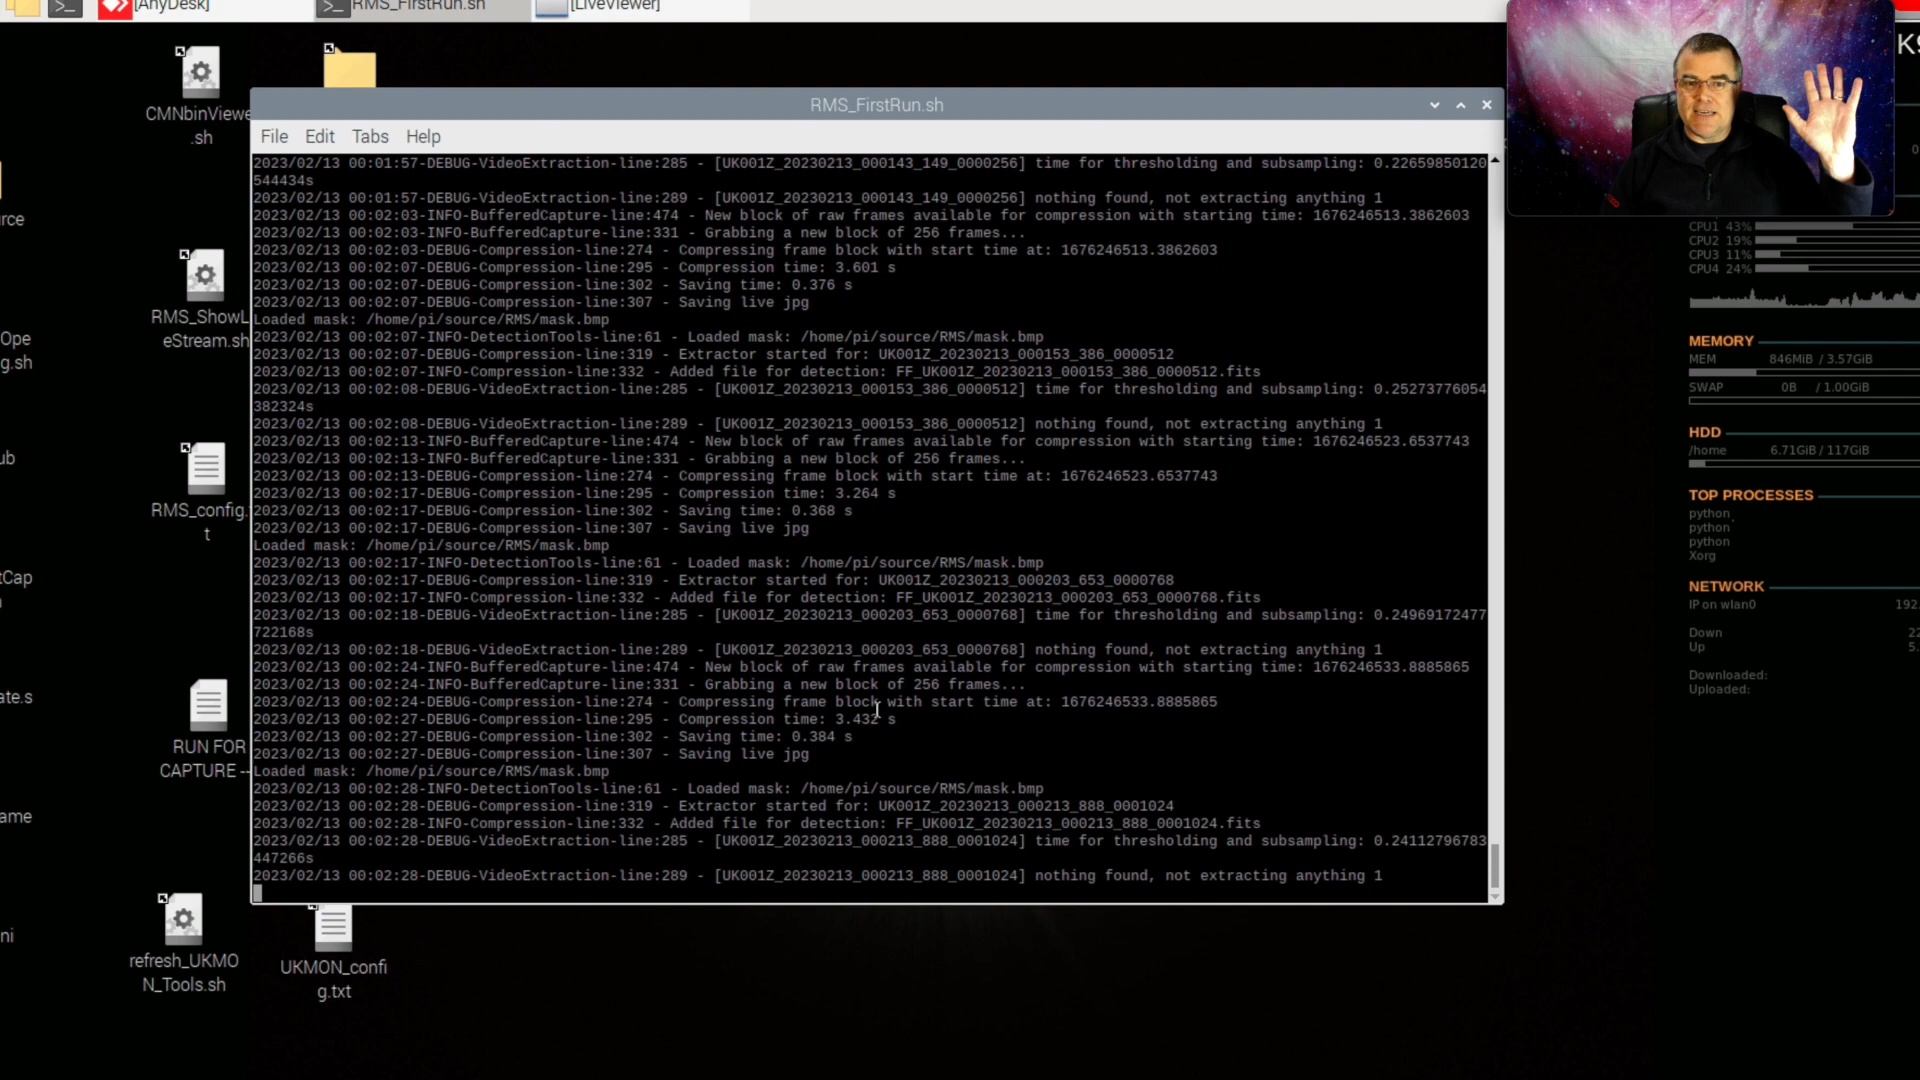 [AnyDesk]
RMS_FirstRun.sh
[LiveViewer]
CMNbinViewe
.sh
RMS_ShowL
eStream.sh
RMS_config.
t
RUN FOR
CAPTURE --
refresh_UKMO
N_Tools.sh
UKMON_confi
g.txt
rce
Ope
g.sh
ub
tCap
ate.s
ame
ni
RMS_FirstRun.sh
File Edit Tabs Help
2023/02/13 00:01:57-DEBUG-VideoExtraction-line:285 - [UK001Z_20230213_000143_149_0000256] time for thresholding and subsampling: 0.22659850120
544434s
2023/02/13 00:01:57-DEBUG-VideoExtraction-line:289 - [UK001Z_20230213_000143_149_0000256] nothing found, not extracting anything 1
2023/02/13 00:02:03-INFO-BufferedCapture-line:474 - New block of raw frames available for compression with starting time: 1676246513.3862603
2023/02/13 00:02:03-INFO-BufferedCapture-line:331 - Grabbing a new block of 256 frames...
2023/02/13 00:02:03-DEBUG-Compression-line:274 - Compressing frame block with start time at: 1676246513.3862603
2023/02/13 00:02:07-DEBUG-Compression-line:295 - Compression time: 3.601 s
2023/02/13 00:02:07-DEBUG-Compression-line:302 - Saving time: 0.376 s
2023/02/13 00:02:07-DEBUG-Compression-line:307 - Saving live jpg
Loaded mask: /home/pi/source/RMS/mask.bmp
2023/02/13 00:02:07-INFO-DetectionTools-line:61 - Loaded mask: /home/pi/source/RMS/mask.bmp
2023/02/13 00:02:07-DEBUG-Compression-line:319 - Extractor started for: UK001Z_20230213_000153_386_0000512
2023/02/13 00:02:07-INFO-Compression-line:332 - Added file for detection: FF_UK001Z_20230213_000153_386_0000512.fits
2023/02/13 00:02:08-DEBUG-VideoExtraction-line:285 - [UK001Z_20230213_000153_386_0000512] time for thresholding and subsampling: 0.25273776054
382324s
2023/02/13 00:02:08-DEBUG-VideoExtraction-line:289 - [UK001Z_20230213_000153_386_0000512] nothing found, not extracting anything 1
2023/02/13 00:02:13-INFO-BufferedCapture-line:474 - New block of raw frames available for compression with starting time: 1676246523.6537743
2023/02/13 00:02:13-INFO-BufferedCapture-line:331 - Grabbing a new block of 256 frames...
2023/02/13 00:02:13-DEBUG-Compression-line:274 - Compressing frame block with start time at: 1676246523.6537743
2023/02/13 00:02:17-DEBUG-Compression-line:295 - Compression time: 3.264 s
2023/02/13 00:02:17-DEBUG-Compression-line:302 - Saving time: 0.368 s
2023/02/13 00:02:17-DEBUG-Compression-line:307 - Saving live jpg
Loaded mask: /home/pi/source/RMS/mask.bmp
2023/02/13 00:02:17-INFO-DetectionTools-line:61 - Loaded mask: /home/pi/source/RMS/mask.bmp
2023/02/13 00:02:17-DEBUG-Compression-line:319 - Extractor started for: UK001Z_20230213_000203_653_0000768
2023/02/13 00:02:17-INFO-Compression-line:332 - Added file for detection: FF_UK001Z_20230213_000203_653_0000768.fits
2023/02/13 00:02:18-DEBUG-VideoExtraction-line:285 - [UK001Z_20230213_000203_653_0000768] time for thresholding and subsampling: 0.24969172477
722168s
2023/02/13 00:02:18-DEBUG-VideoExtraction-line:289 - [UK001Z_20230213_000203_653_0000768] nothing found, not extracting anything 1
2023/02/13 00:02:24-INFO-BufferedCapture-line:474 - New block of raw frames available for compression with starting time: 1676246533.8885865
2023/02/13 00:02:24-INFO-BufferedCapture-line:331 - Grabbing a new block of 256 frames...
2023/02/13 00:02:24-DEBUG-Compression-line:274 - Compressing frame block with start time at: 1676246533.8885865
2023/02/13 00:02:27-DEBUG-Compression-line:295 - Compression time: 3.432 s
2023/02/13 00:02:27-DEBUG-Compression-line:302 - Saving time: 0.384 s
2023/02/13 00:02:27-DEBUG-Compression-line:307 - Saving live jpg
Loaded mask: /home/pi/source/RMS/mask.bmp
2023/02/13 00:02:28-INFO-DetectionTools-line:61 - Loaded mask: /home/pi/source/RMS/mask.bmp
2023/02/13 00:02:28-DEBUG-Compression-line:319 - Extractor started for: UK001Z_20230213_000213_888_0001024
2023/02/13 00:02:28-INFO-Compression-line:332 - Added file for detection: FF_UK001Z_20230213_000213_888_0001024.fits
2023/02/13 00:02:28-DEBUG-VideoExtraction-line:285 - [UK001Z_20230213_000213_888_0001024] time for thresholding and subsampling: 0.24112796783
447266s
2023/02/13 00:02:28-DEBUG-VideoExtraction-line:289 - [UK001Z_20230213_000213_888_0001024] nothing found, not extracting anything 1
CPU1 43%
CPU2 19%
CPU3 11%
CPU4 24%
MEMORY
MEM 846MiB / 3.57GiB
SWAP 0B / 1.00GiB
HDD
/home 6.71GiB / 117GiB
TOP PROCESSES
python
python
python
Xorg
NETWORK
IP on wlan0 192.
Down 22
Up 5.
Downloaded:
Uploaded: